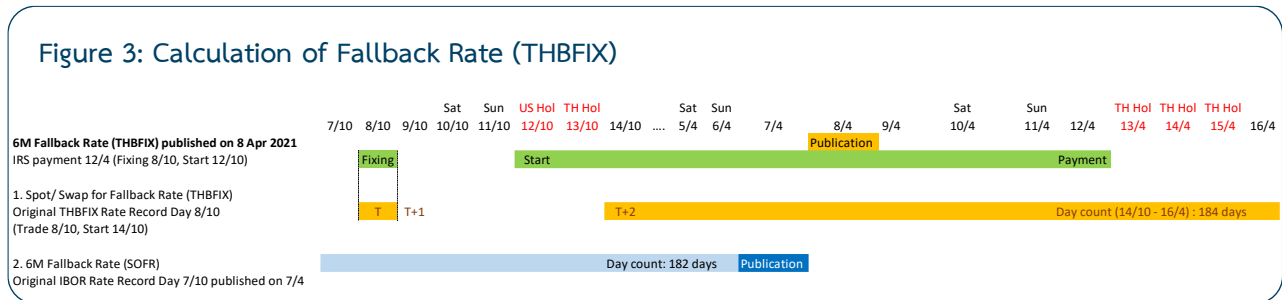 Figure 3: Calculation of Fallback Rate (THBFIX)
Sat Sun US Hol TH Hol Sat Sun Sat Sun TH Hol TH Hol TH Hol
7/10 8/10 9/10 10/10 11/10 12/10 13/10 14/10 .... 5/4 6/4 7/4 8/4 9/4 10/4 11/4 12/4 13/4 14/4 15/4 16/4
6M Fallback Rate (THBFIX) published on 8 Apr 2021 Publication
IRS payment 12/4 (Fixing 8/10, Start 12/10) Fixing Start Payment
1. Spot/ Swap for Fallback Rate (THBFIX)
Original THBFIX Rate Record Day 8/10 T T+1 T+2 Day count (14/10 - 16/4) : 184 days
(Trade 8/10, Start 14/10)
2. 6M Fallback Rate (SOFR) Day count: 182 days Publication
Original IBOR Rate Record Day 7/10 published on 7/4